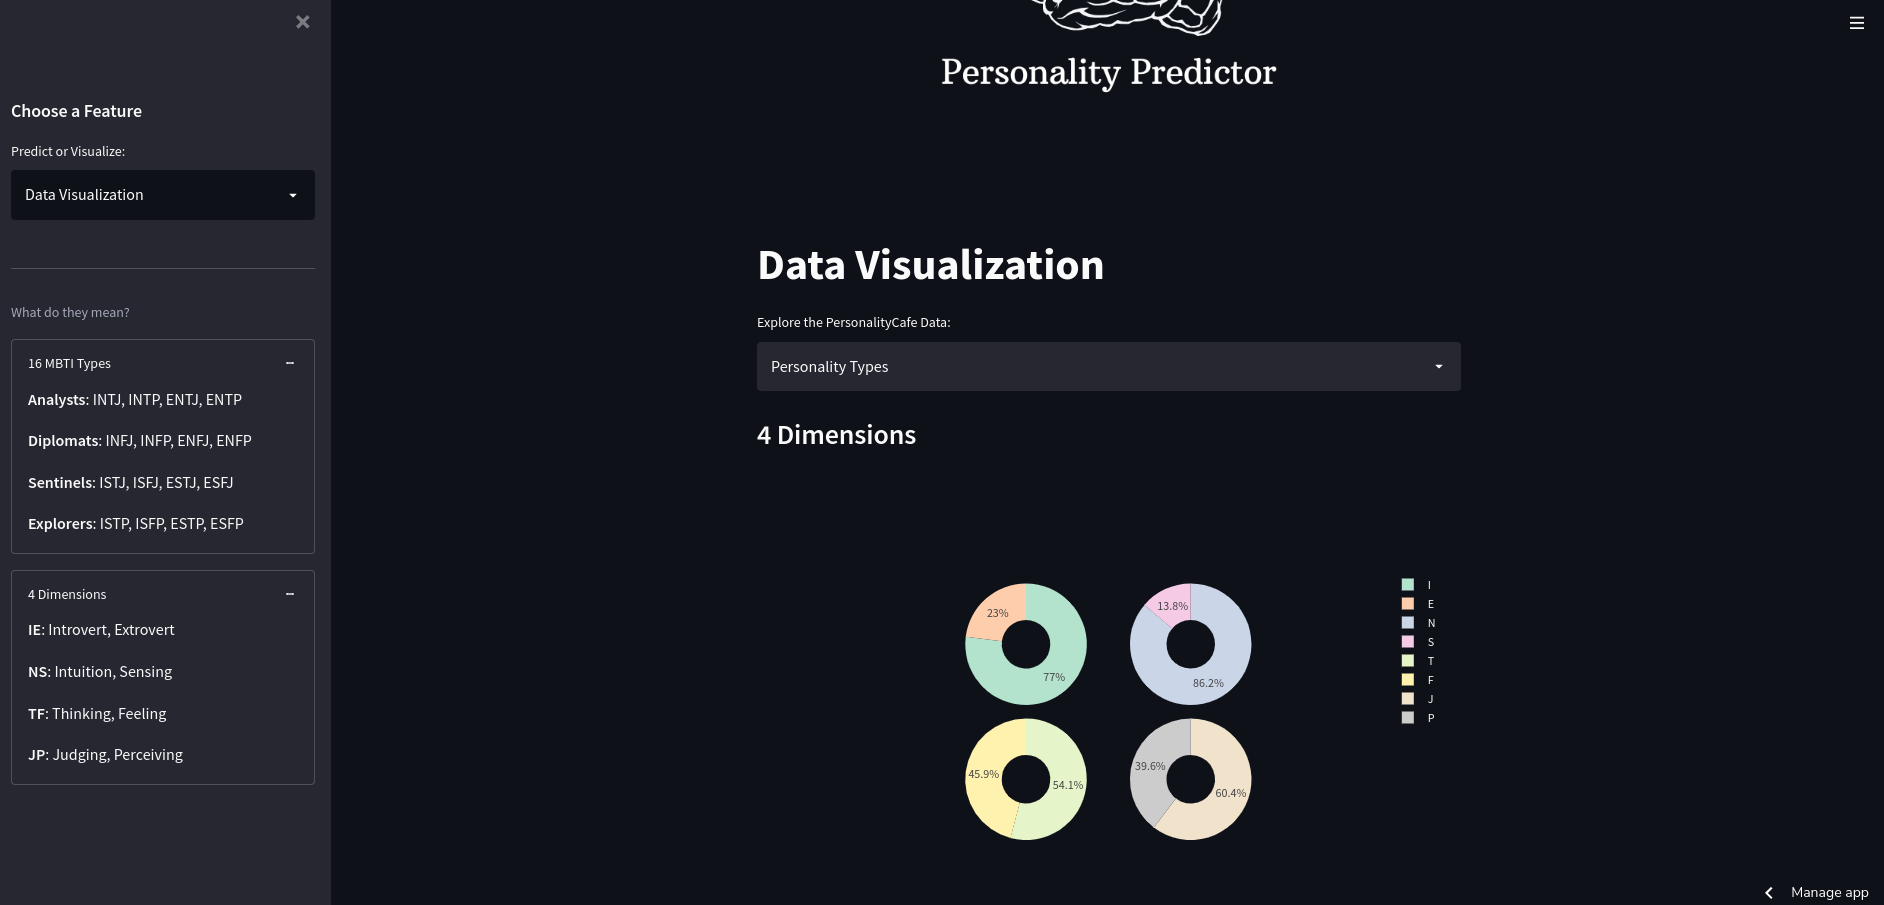 Choose a Feature
Predict or Visualize:
Data Visualization
What do they mean?
16 MBTI Types
Analysts: INTJ, INTP, ENTJ, ENTP
Diplomats: INFJ, INFP, ENFJ, ENFP
Sentinels: ISTJ, ISFJ, ESTJ, ESFJ
Explorers: ISTP, ISFP, ESTP, ESFP
4 Dimensions
IE: Introvert, Extrovert
NS: Intuition, Sensing
TF: Thinking, Feeling
JP: Judging, Perceiving
Personality Predictor
Data Visualization
Explore the PersonalityCafe Data:
Personality Types
4 Dimensions
23%
77%
13.8%
86.2%
45.9%
54.1%
39.6%
60.4%
I
E
N
S
T
F
J
P
Manage app